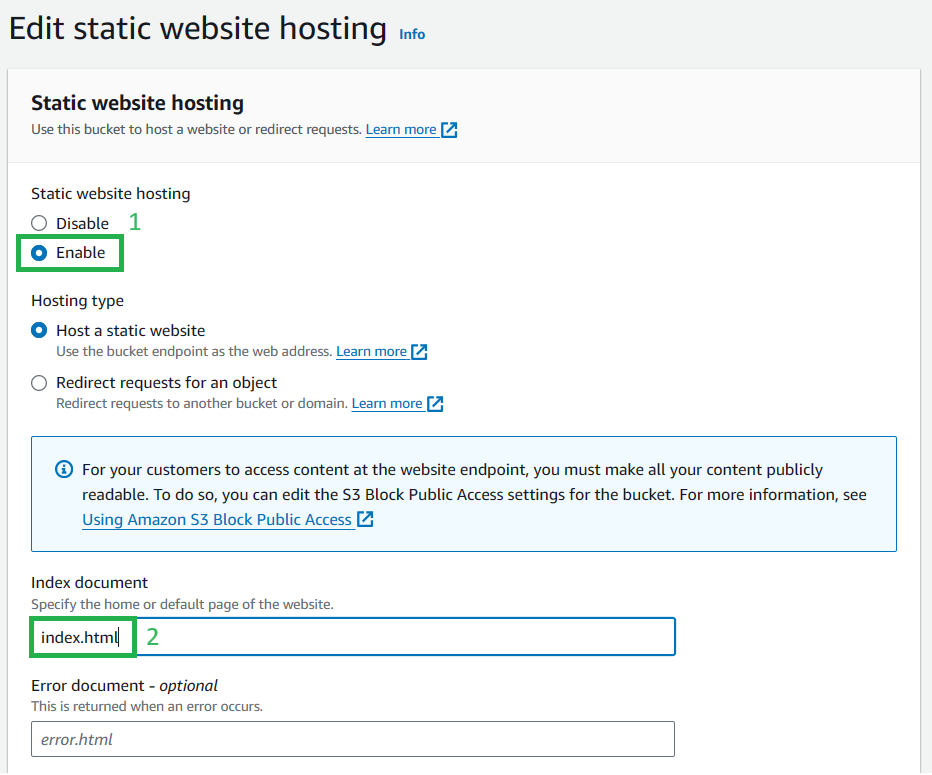 Edit static website hosting Info
Static website hosting
Use this bucket to host a website or redirect requests. Learn more
Static website hosting
Disable 1
Enable
Hosting type
Host a static website
Use the bucket endpoint as the web address. Learn more
Redirect requests for an object
Redirect requests to another bucket or domain. Learn more
For your customers to access content at the website endpoint, you must make all your content publicly
readable. To do so, you can edit the S3 Block Public Access settings for the bucket. For more information, see
Using Amazon S3 Block Public Access
Index document
Specify the home or default page of the website.
index.html 2
Error document - optional
This is returned when an error occurs.
error.html